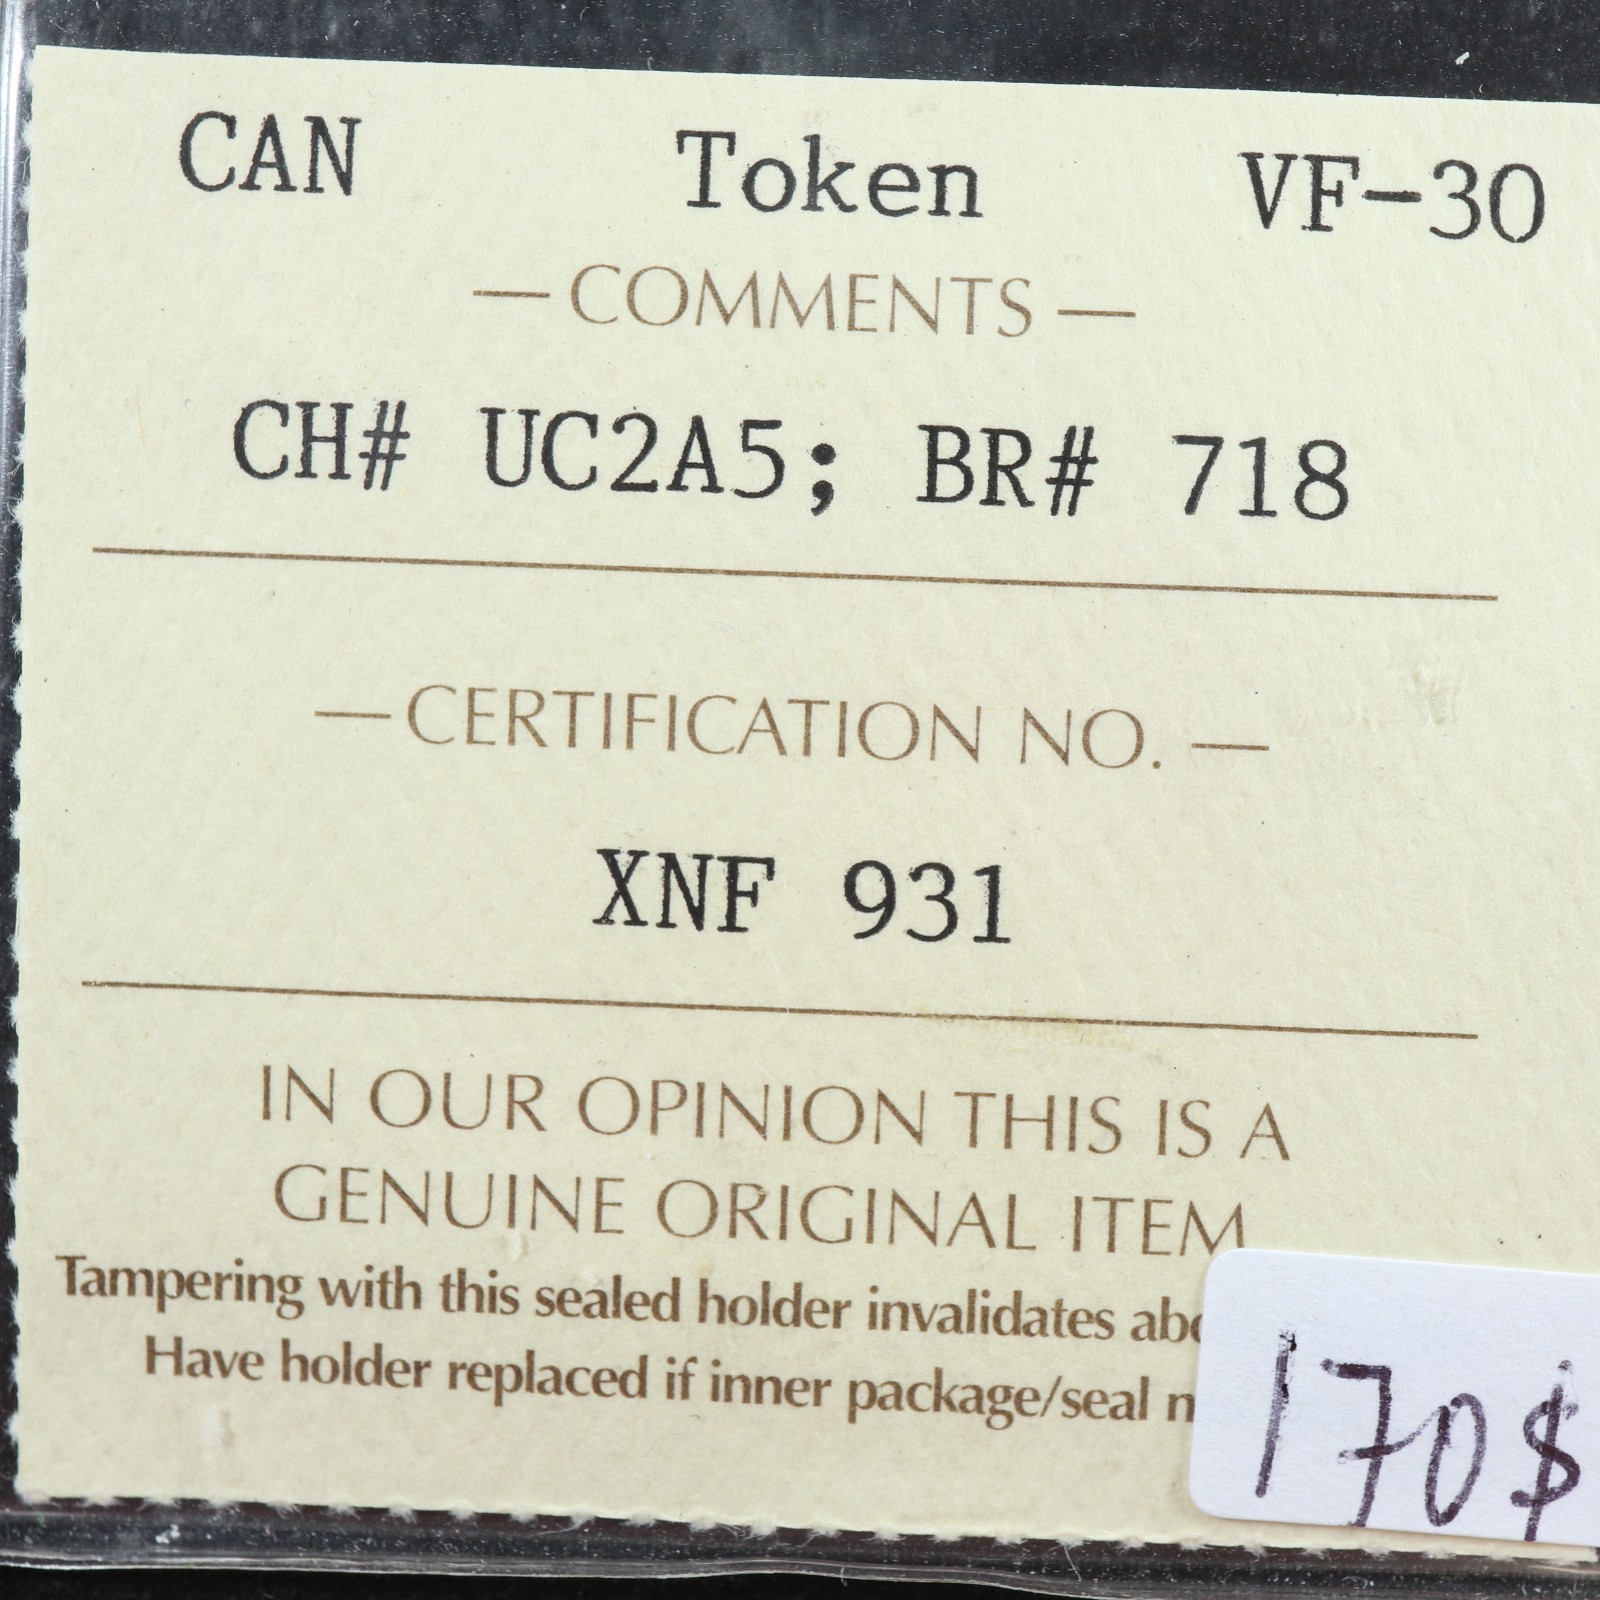 CAN Token VF-30
— COMMENTS —
CH# UC2A5; BR# 718
— CERTIFICATION NO. —
XNF 931
IN OUR OPINION THIS IS A
GENUINE ORIGINAL ITEM
Tampering with this sealed holder invalidates
Have holder replaced if inner package/seal
170$